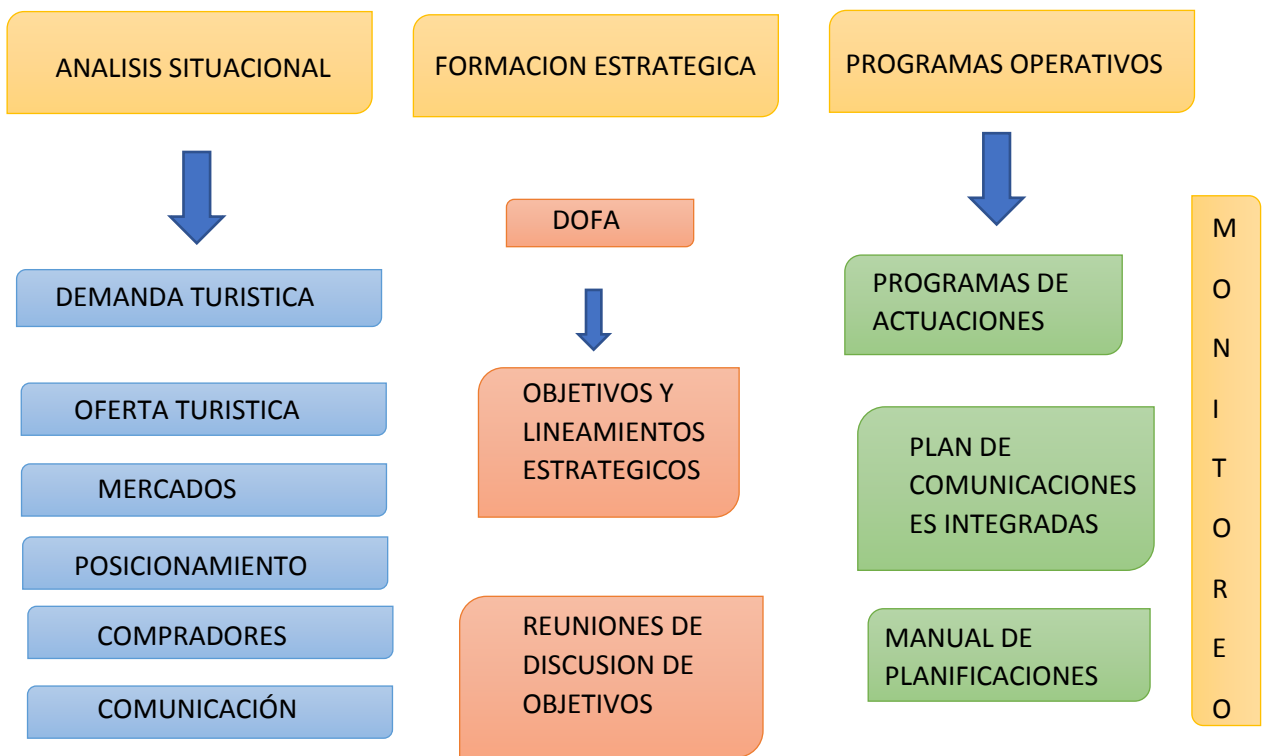 ANALISIS SITUACIONAL
FORMACION ESTRATEGICA
PROGRAMAS OPERATIVOS
DEMANDA TURISTICA
OFERTA TURISTICA
MERCADOS
POSICIONAMIENTO
COMPRADORES
COMUNICACIÓN
DOFA
OBJETIVOS Y
LINEAMIENTOS
ESTRATEGICOS
REUNIONES DE
DISCUSION DE
OBJETIVOS
PROGRAMAS DE
ACTUACIONES
PLAN DE
COMUNICACIONES
ES INTEGRADAS
MANUAL DE
PLANIFICACIONES
M
O
N
I
T
O
R
E
O